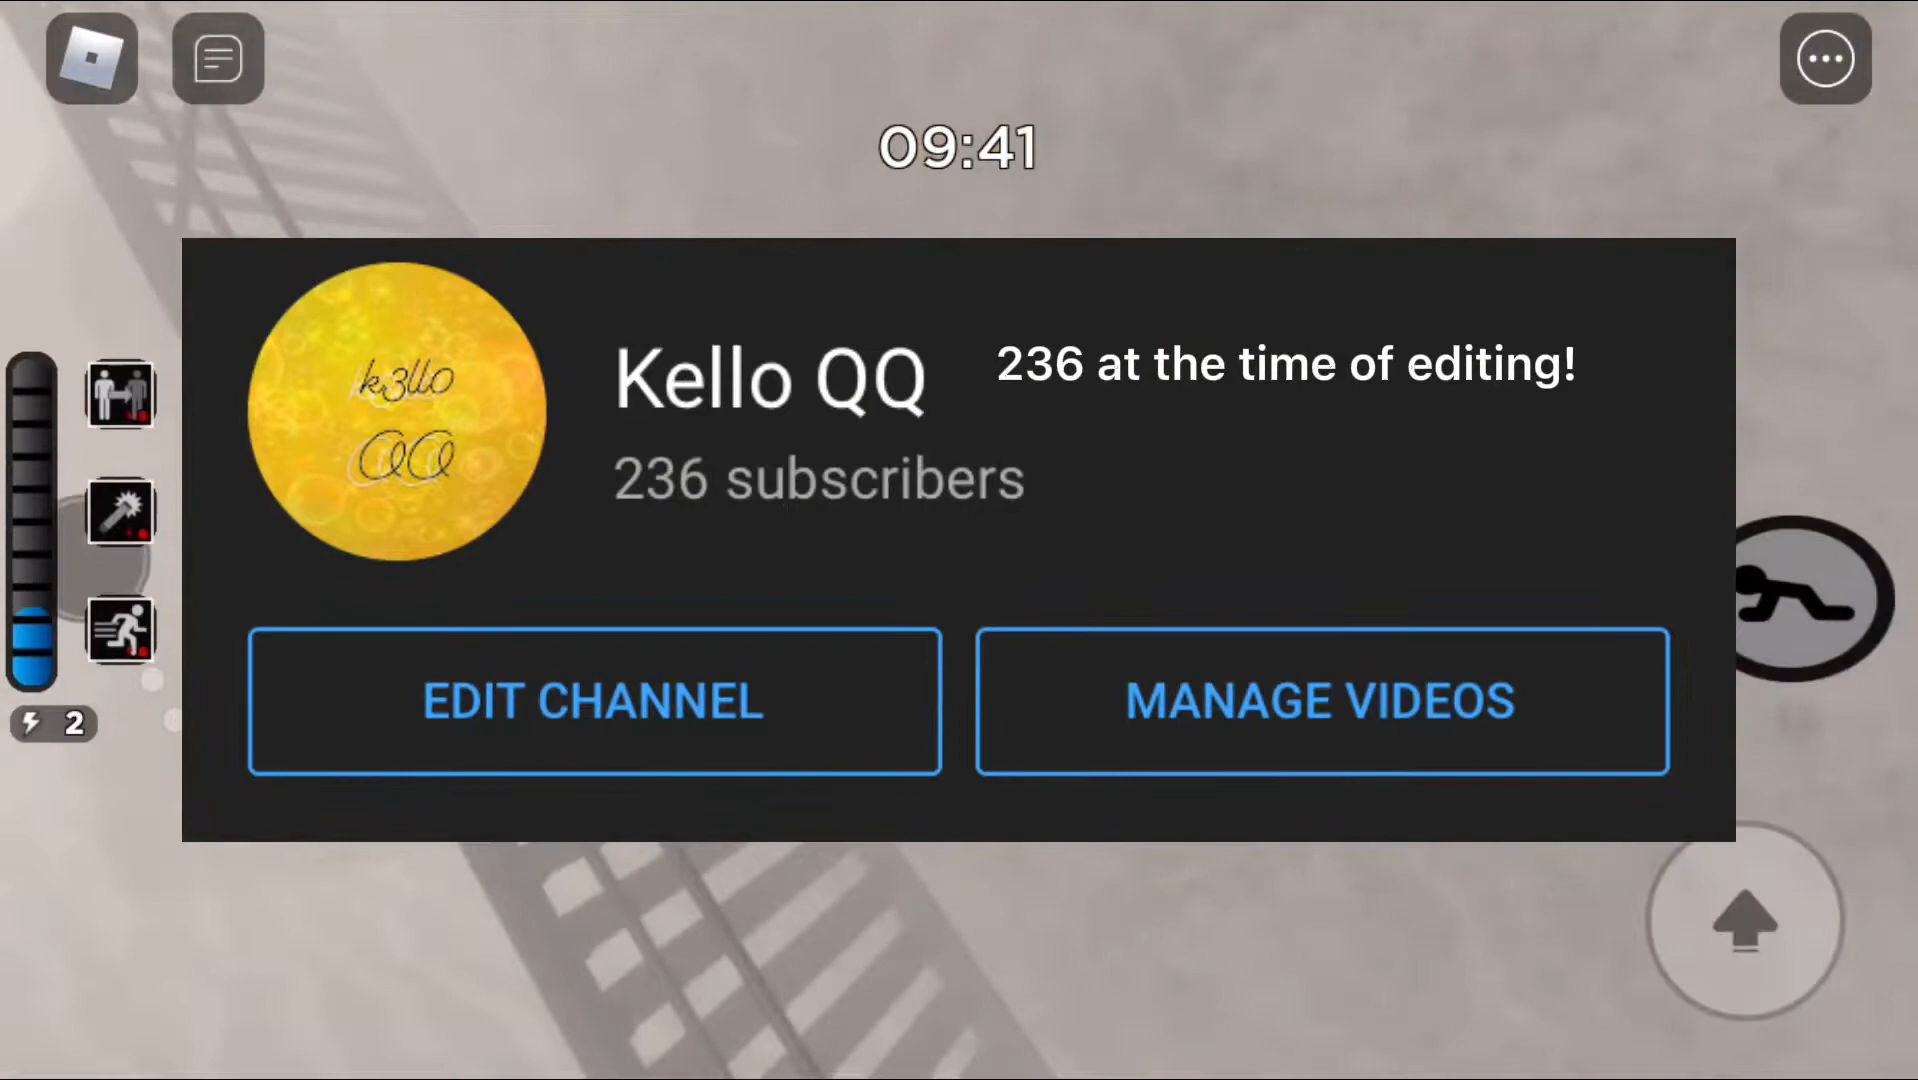 09:41
k3llo
QQ
Kello QQ
236 at the time of editing!
236 subscribers
EDIT CHANNEL
MANAGE VIDEOS
2